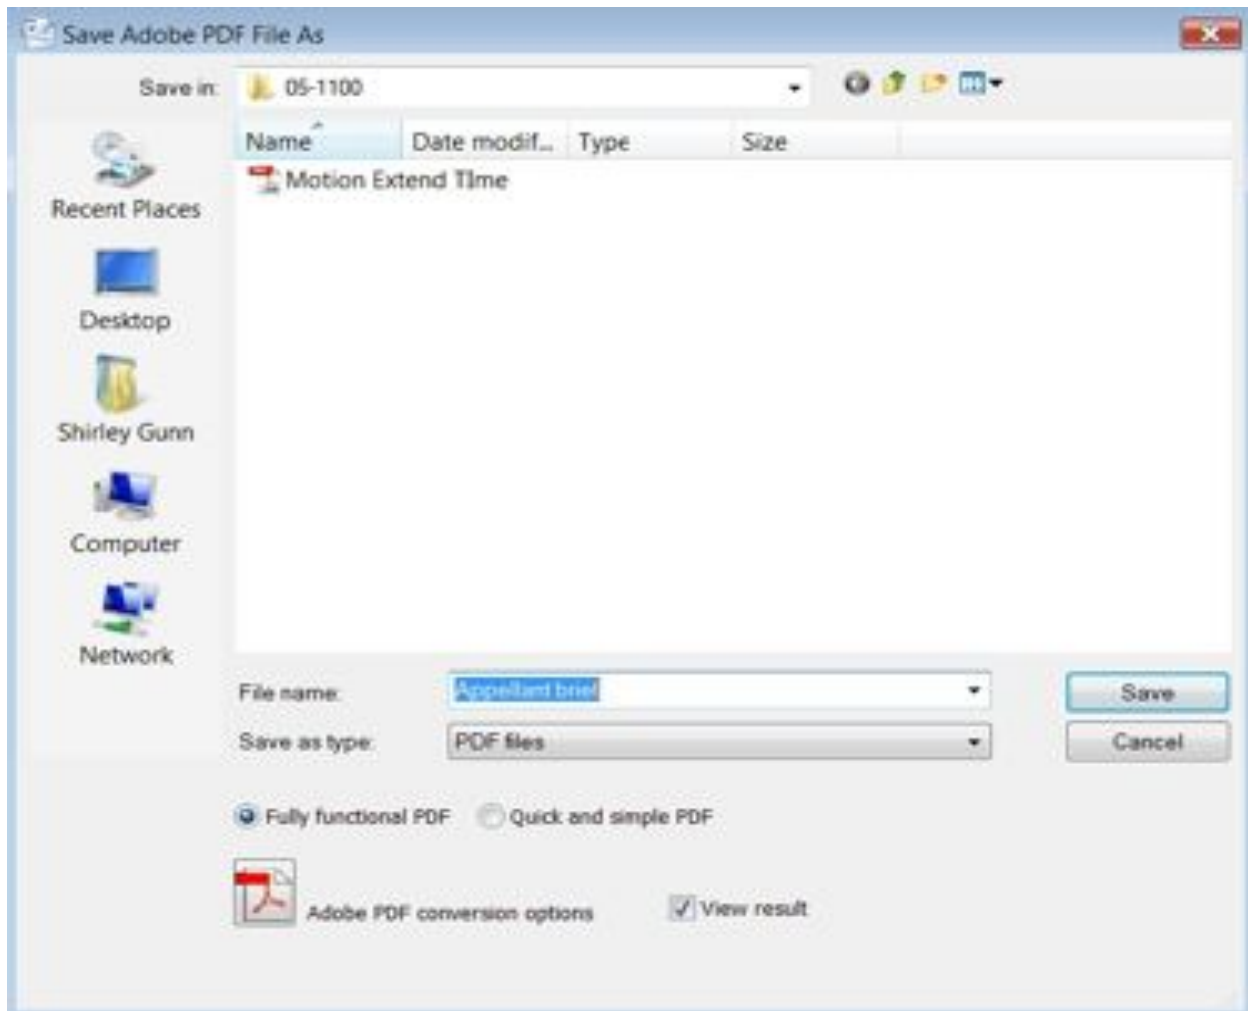 Save Adobe PDF File As
Save in: 05-1100
Name Date modif... Type Size
Motion Extend TIme
Recent Places
Desktop
Shirley Gunn
Computer
Network
File name: Appellant brief Save
Save as type: PDF files Cancel
Fully functional PDF Quick and simple PDF
Adobe PDF conversion options View result